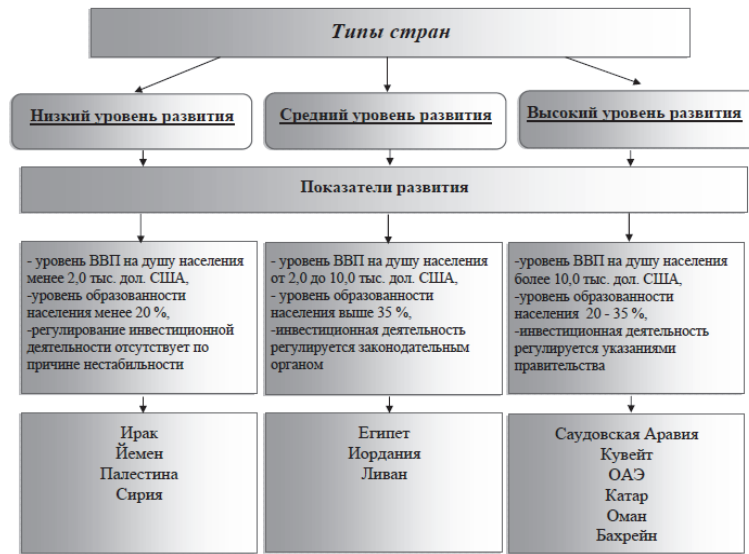 Типы стран
Низкий уровень развития
Средний уровень развития
Высокий уровень развития
Показатели развития
- уровень ВВП на душу населения
менее 2,0 тыс. дол. США,
-уровень образованности
населения менее 20 %,
-регулирование инвестиционной
деятельности отсутствует по
причине нестабильности
- уровень ВВП на душу населения
от 2,0 до 10,0 тыс. дол. США,
- уровень образованности
населения выше 35 %,
-инвестиционная деятельность
регулируется законодательным
органом
-уровень ВВП на душу населения
более 10,0 тыс. дол. США,
-уровень образованности
населения 20 - 35 %,
-инвестиционная деятельность
регулируется указаниями
правительства
Ирак
Йемен
Палестина
Сирия
Египет
Иордания
Ливан
Саудовская Аравия
Кувейт
ОАЭ
Катар
Оман
Бахрейн